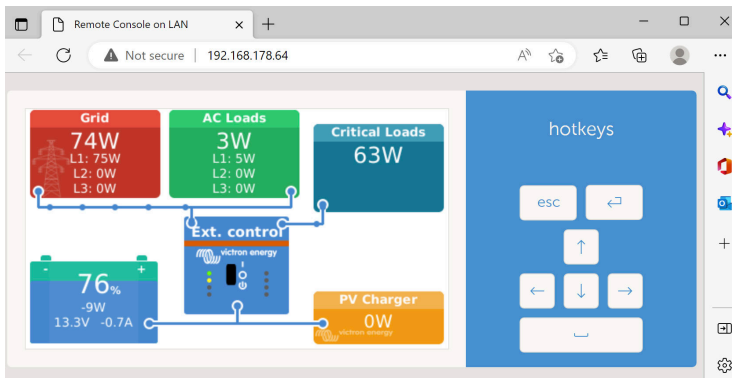 Remote Console on LAN
Not secure
192.168.178.64
Grid
74W
L1: 75W
L2: 0W
L3: 0W
AC Loads
3W
L1: 5W
L2: 0W
L3: 0W
Critical Loads
63W
Ext. control
victron energy
I
O
- +
76%
-9W
13.3V -0.7A
PV Charger
0W
victron energy
hotkeys
esc